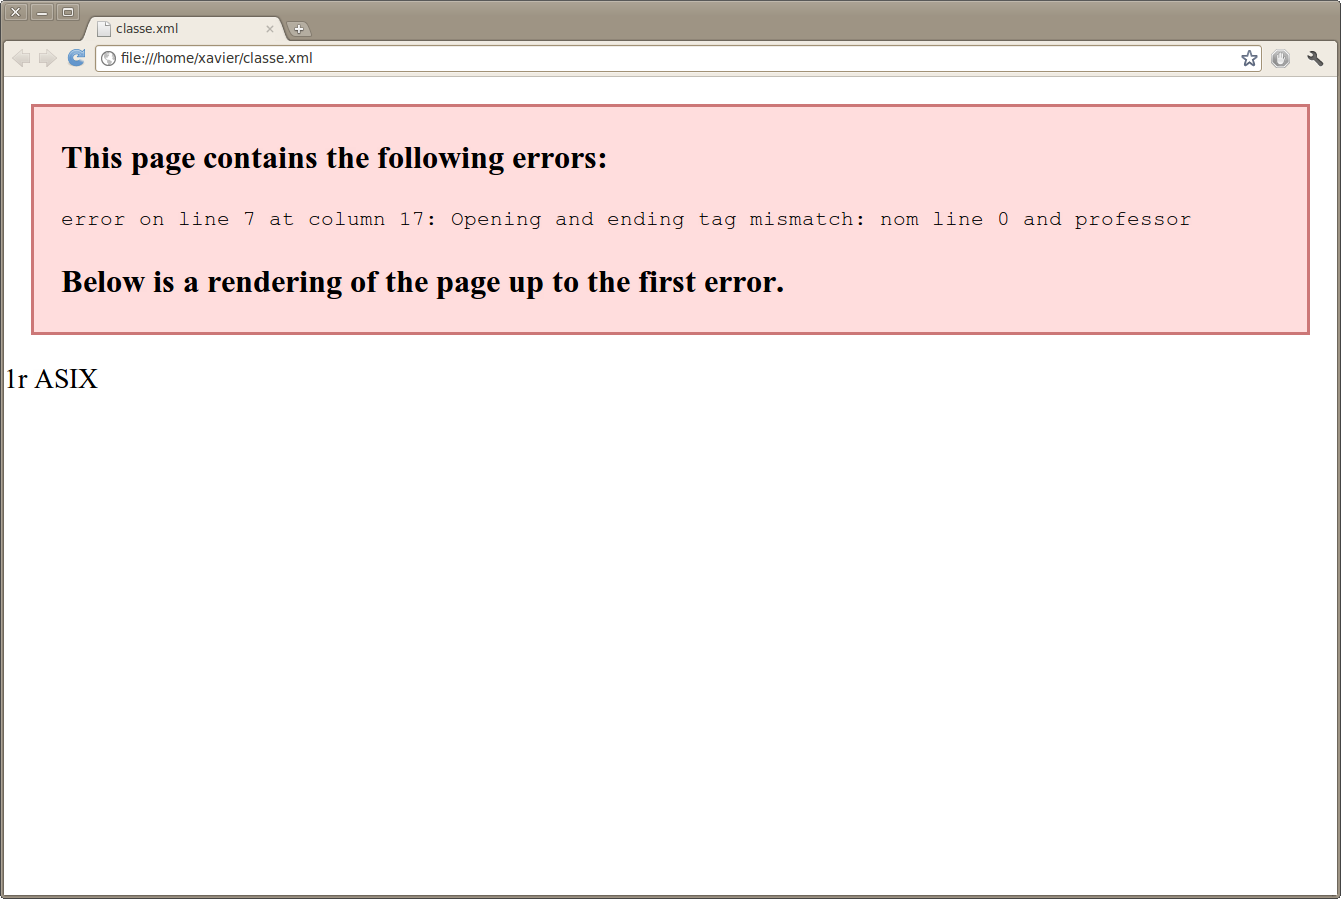 classe.xml
file:///home/xavier/classe.xml
This page contains the following errors:
error on line 7 at column 17: Opening and ending tag mismatch: nom line 0 and professor
Below is a rendering of the page up to the first error.
1r ASIX